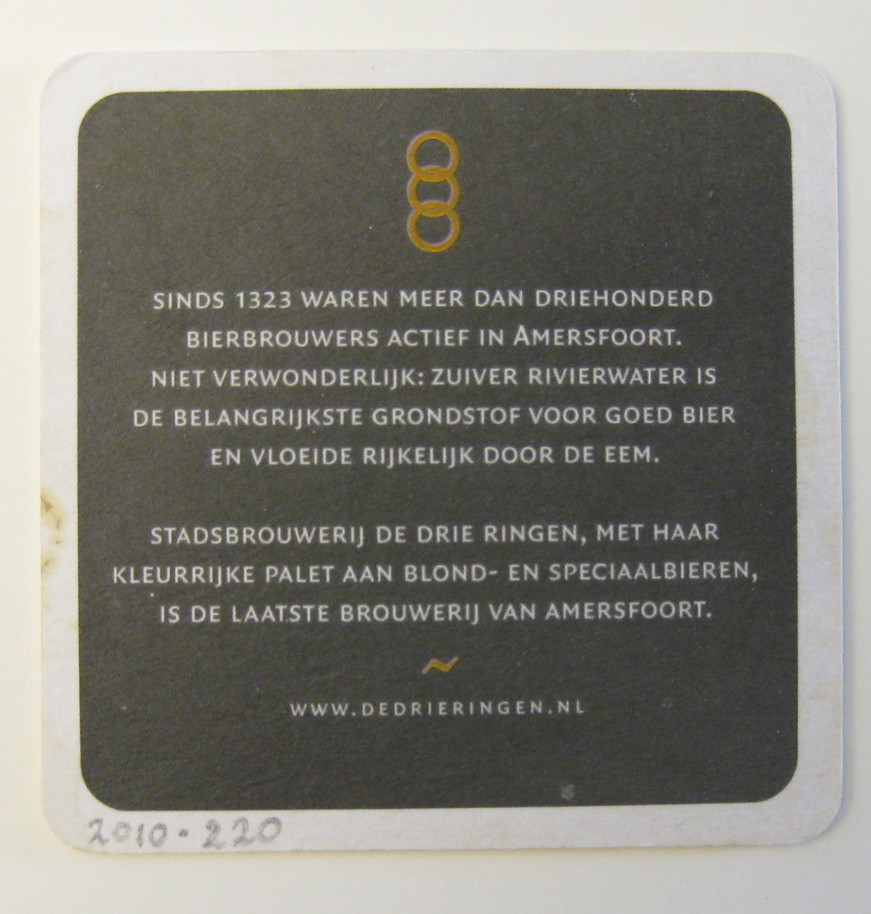 SINDS 1323 WAREN MEER DAN DRIEHONDERD
BIERBROUWERS ACTIEF IN AMERSFOORT.
NIET VERWONDERLIJK: ZUIVER RIVIERWATER IS
DE BELANGRIJKSTE GRONDSTOF VOOR GOED BIER
EN VLOEIDE RIJKELIJK DOOR DE EEM.
STADSBROUWERIJ DE DRIE RINGEN, MET HAAR
KLEURRIJKE PALET AAN BLOND- EN SPECIAALBIEREN,
IS DE LAATSTE BROUWERIJ VAN AMERSFOORT.
~
WWW.DEDRIERINGEN.NL
2010·220